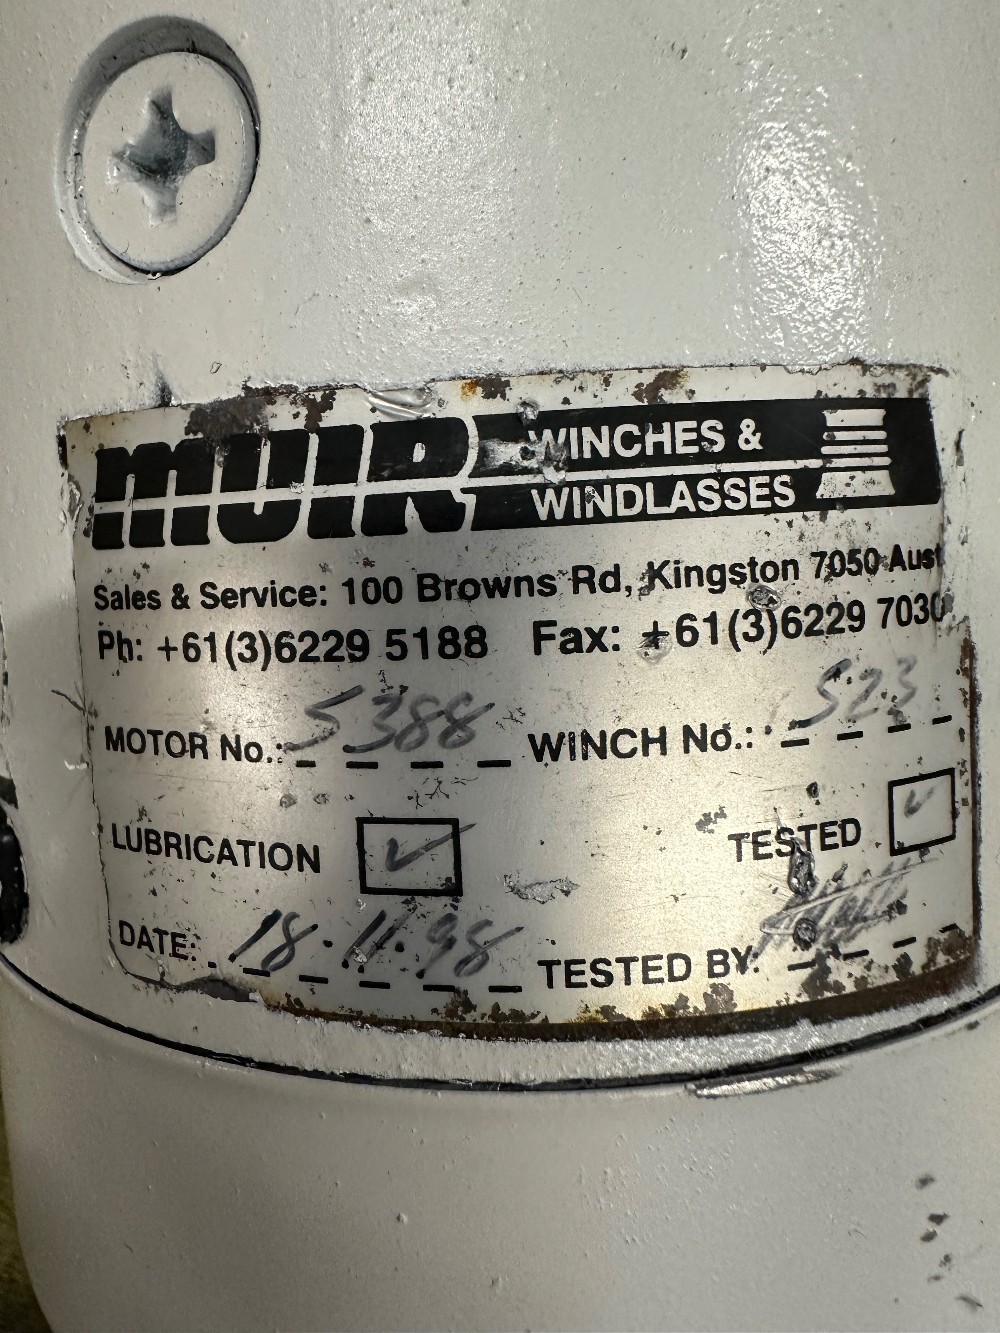 MUIR WINCHES &
WINDLASSES
Sales & Service: 100 Browns Rd, Kingston 7050 Aust
Ph: +61(3)6229 5188 Fax: +61(3)6229 7030
MOTOR No.: 5388 WINCH No.: 523
LUBRICATION ✓ TESTED ✓
DATE: 18.11.98 TESTED BY: